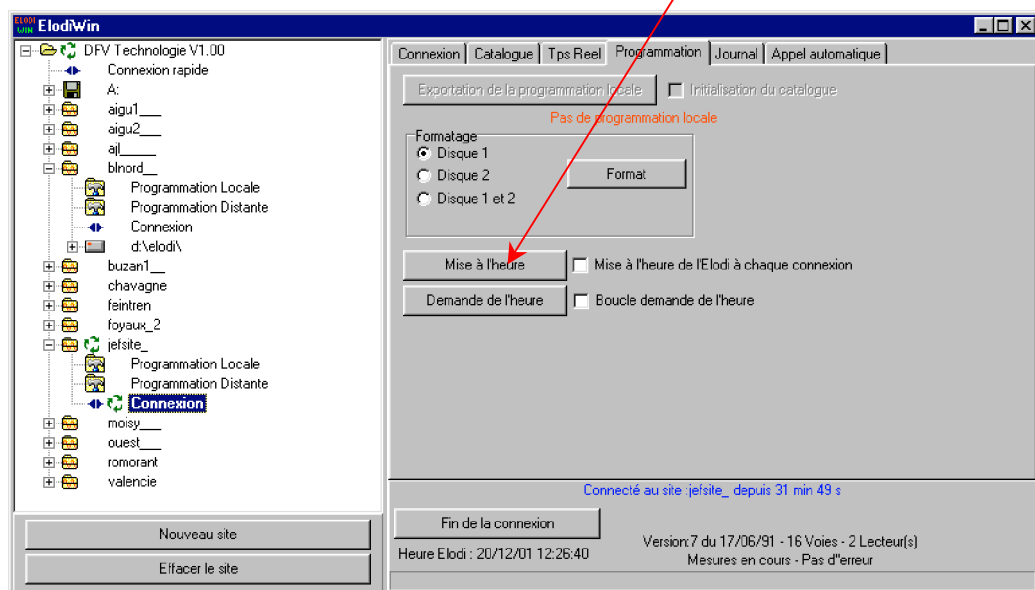 ELODI WIN ElodiWin
DFV Technologie V1.00
Connexion rapide
A:
aigu1___
aigu2___
ajl_____
blnord__
Programmation Locale
Programmation Distante
Connexion
d:\elodi\
buzan1__
chavagne
feintren
foyaux_2
jefsite_
Programmation Locale
Programmation Distante
Connexion
moisy___
ouest___
romorant
valencie
Nouveau site
Effacer le site
Connexion Catalogue Tps Reel Programmation Journal Appel automatique
Exportation de la programmation locale Initialisation du catalogue
Pas de programmation locale
Formatage
Disque 1
Disque 2 Format
Disque 1 et 2
Mise à l'heure Mise à l'heure de l'Elodi à chaque connexion
Demande de l'heure Boucle demande de l'heure
Connecté au site :jefsite_ depuis 31 min 49 s
Fin de la connexion
Heure Elodi : 20/12/01 12:26:40
Version:7 du 17/06/91 - 16 Voies - 2 Lecteur(s)
Mesures en cours - Pas d''erreur